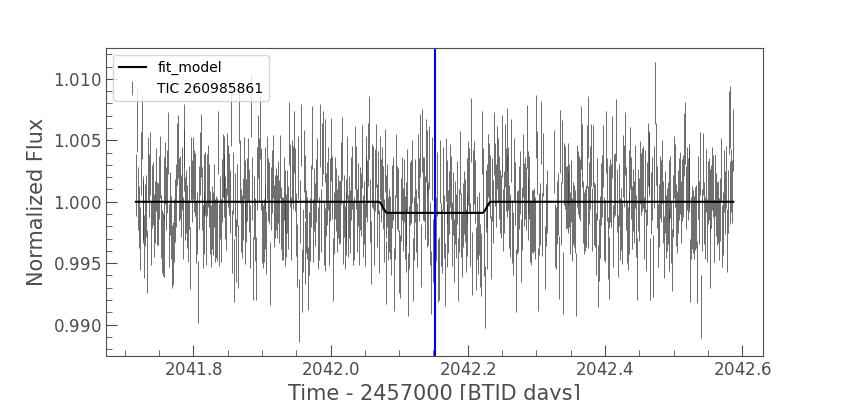 fit_model
TIC 260985861
Normalized Flux
1.010
1.005
1.000
0.995
0.990
2041.8
2042.0
2042.2
2042.4
2042.6
Time - 2457000 [BTJD days]